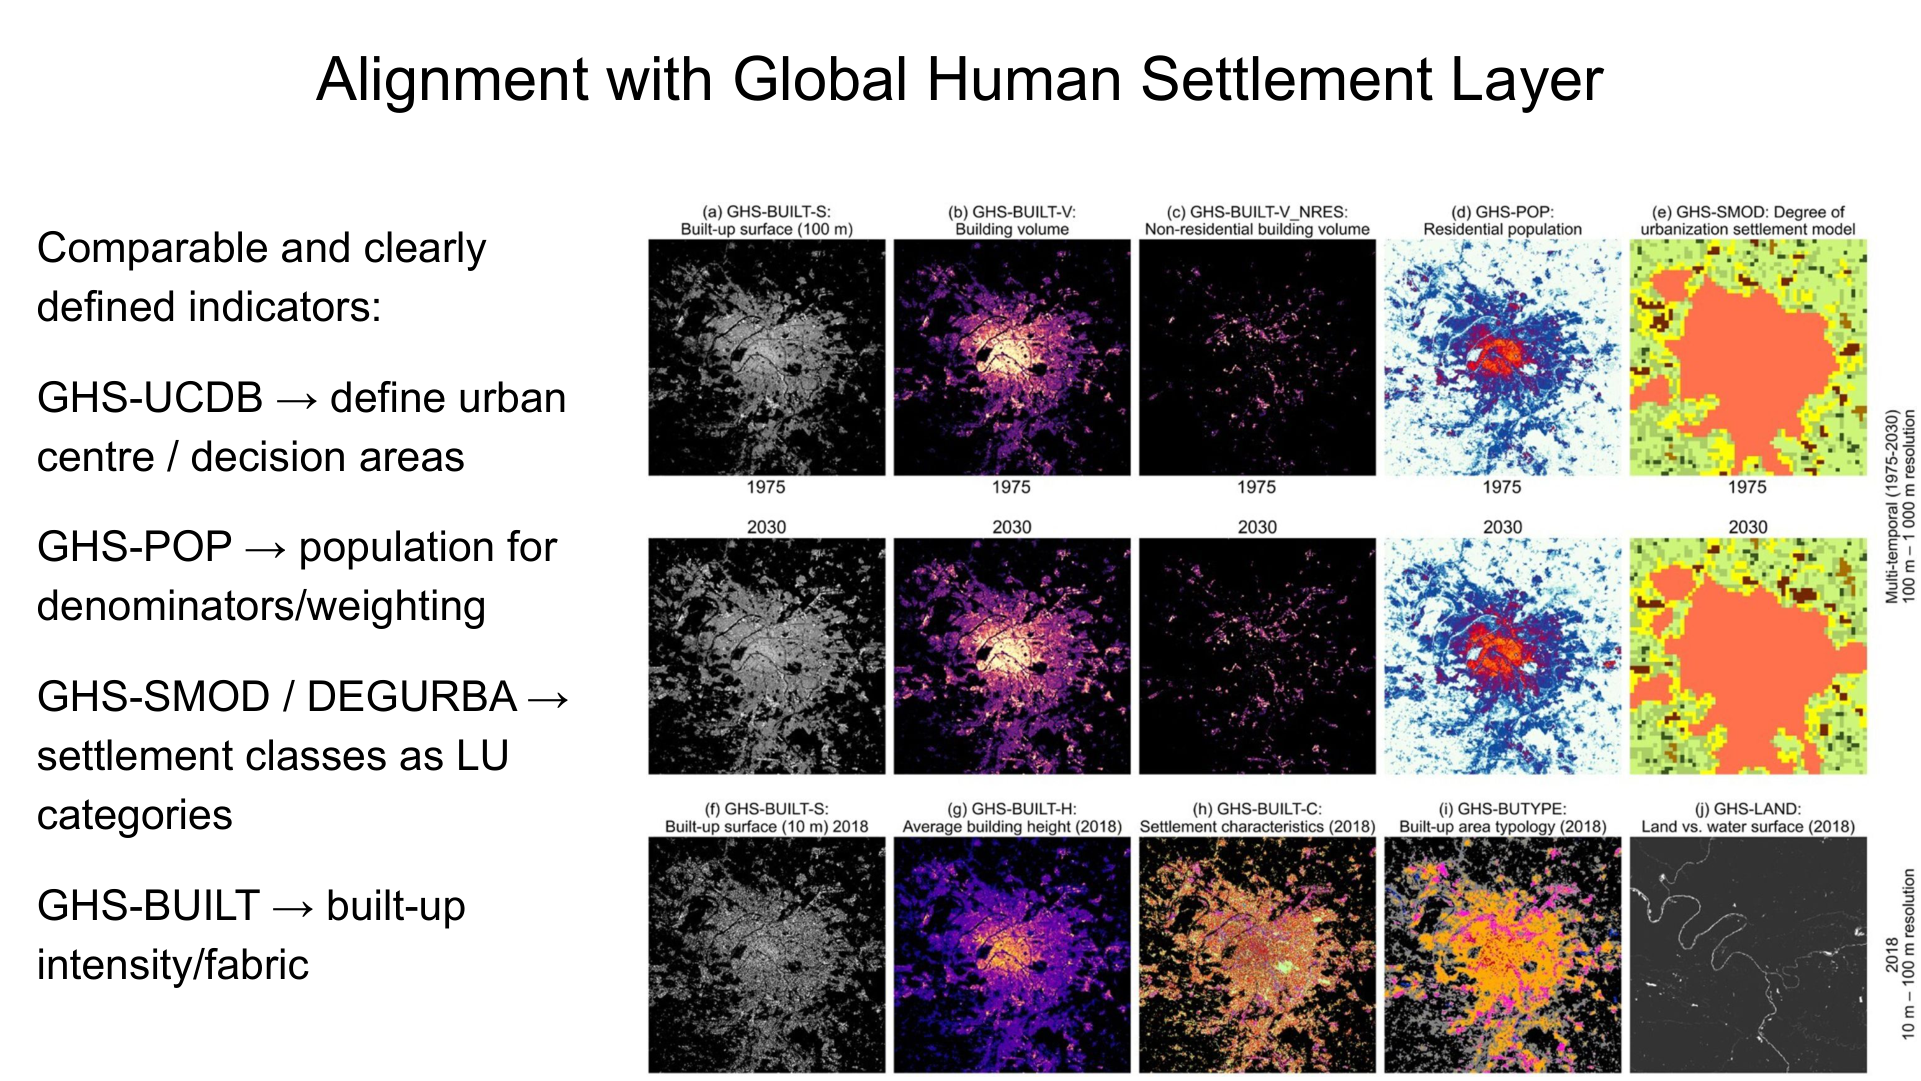 Alignment with Global Human Settlement Layer
Comparable and clearly
defined indicators:
GHS-UCDB → define urban
centre / decision areas
GHS-POP → population for
denominators/weighting
GHS-SMOD / DEGURBA →
settlement classes as LU
categories
GHS-BUILT → built-up
intensity/fabric
(a) GHS-BUILT-S:
Built-up surface (100 m)
(b) GHS-BUILT-V:
Building volume
(c) GHS-BUILT-V_NRES:
Non-residential building volume
(d) GHS-POP:
Residential population
(e) GHS-SMOD: Degree of
urbanization settlement model
1975
1975
1975
1975
1975
2030
2030
2030
2030
2030
Multi-temporal (1975-2030)
100 m – 1 000 m resolution
(f) GHS-BUILT-S:
Built-up surface (10 m) 2018
(g) GHS-BUILT-H:
Average building height (2018)
(h) GHS-BUILT-C:
Settlement characteristics (2018)
(i) GHS-BUTYPE:
Built-up area typology (2018)
(j) GHS-LAND:
Land vs. water surface (2018)
2018
10 m – 100 m resolution